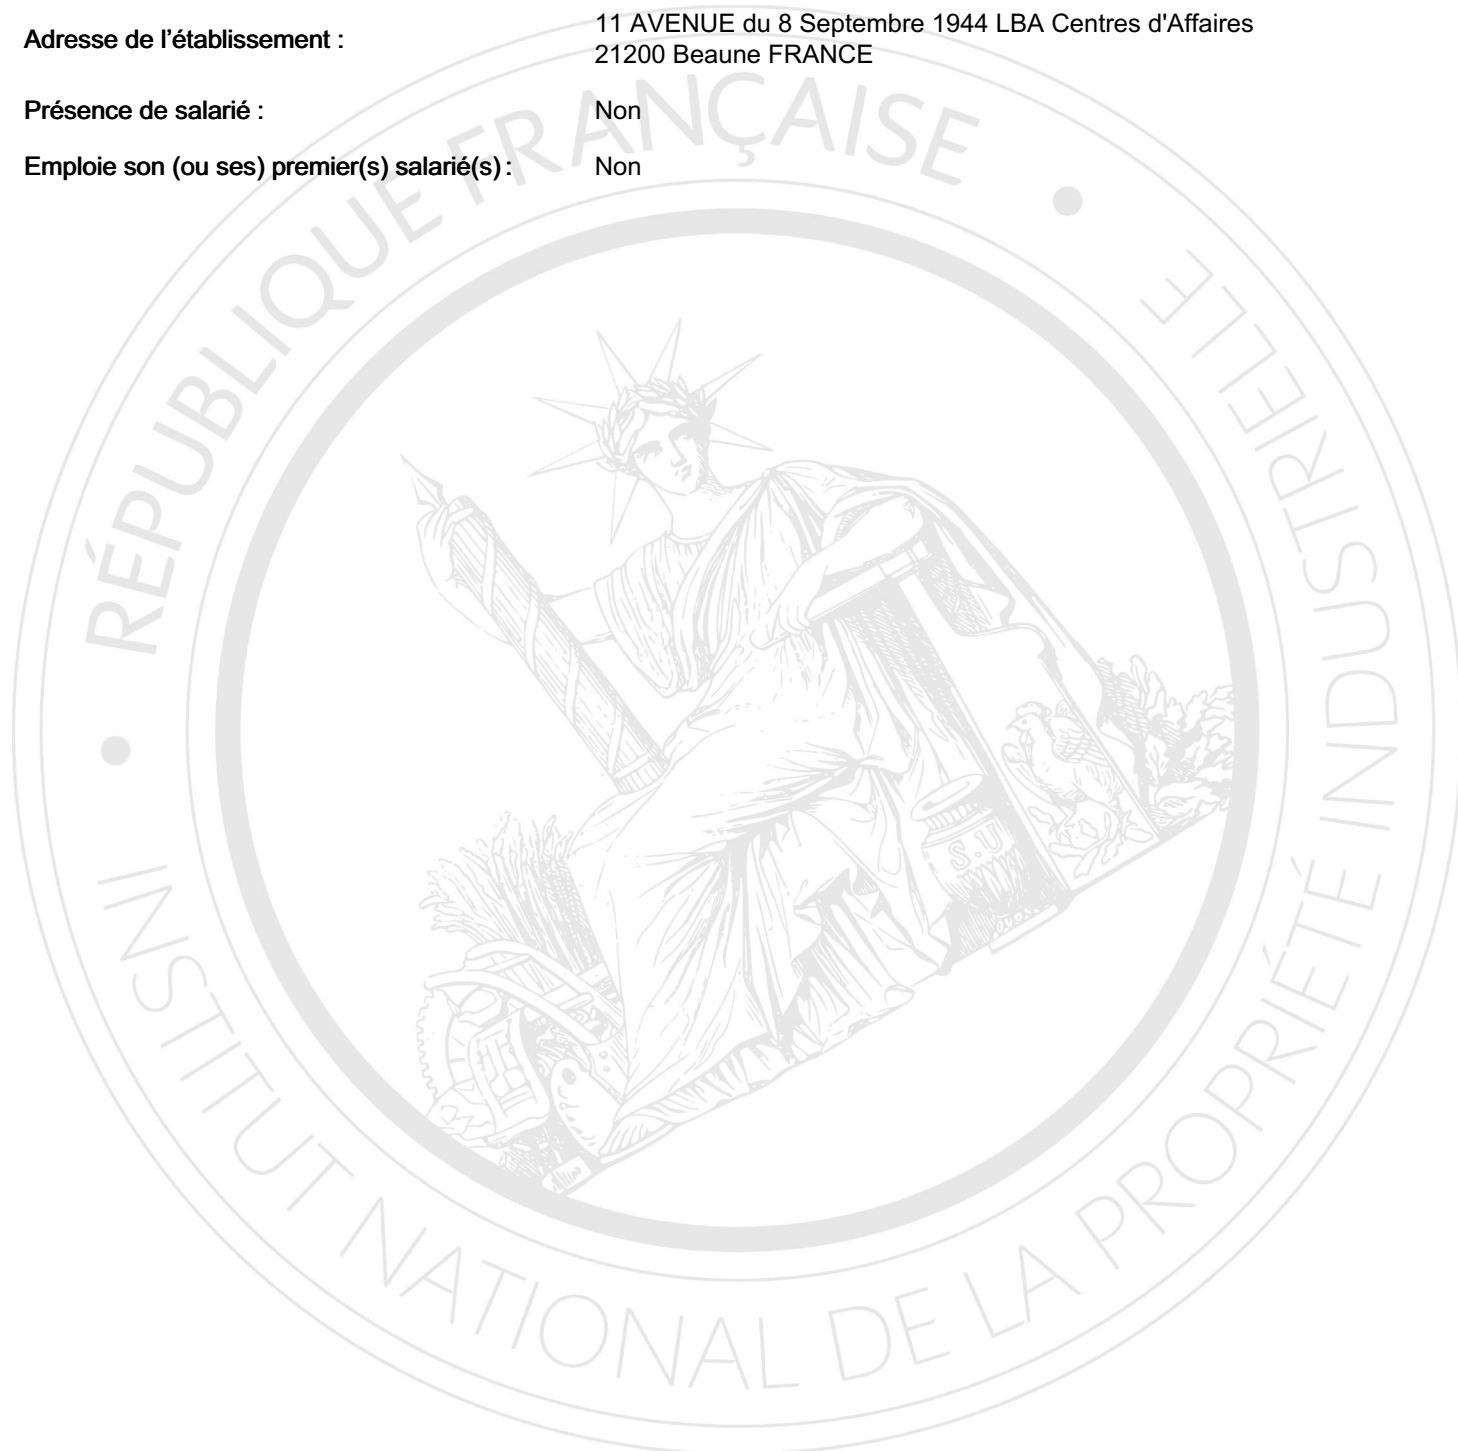 Adresse de l'établissement :
11 AVENUE du 8 Septembre 1944 LBA Centres d'Affaires
21200 Beaune FRANCE
Présence de salarié :
Non
Emploie son (ou ses) premier(s) salarié(s) :
Non
RÉPUBLIQUE FRANÇAISE
INSTITUT NATIONAL DE LA PROPRIÉTÉ INDUSTRIELLE
S.U